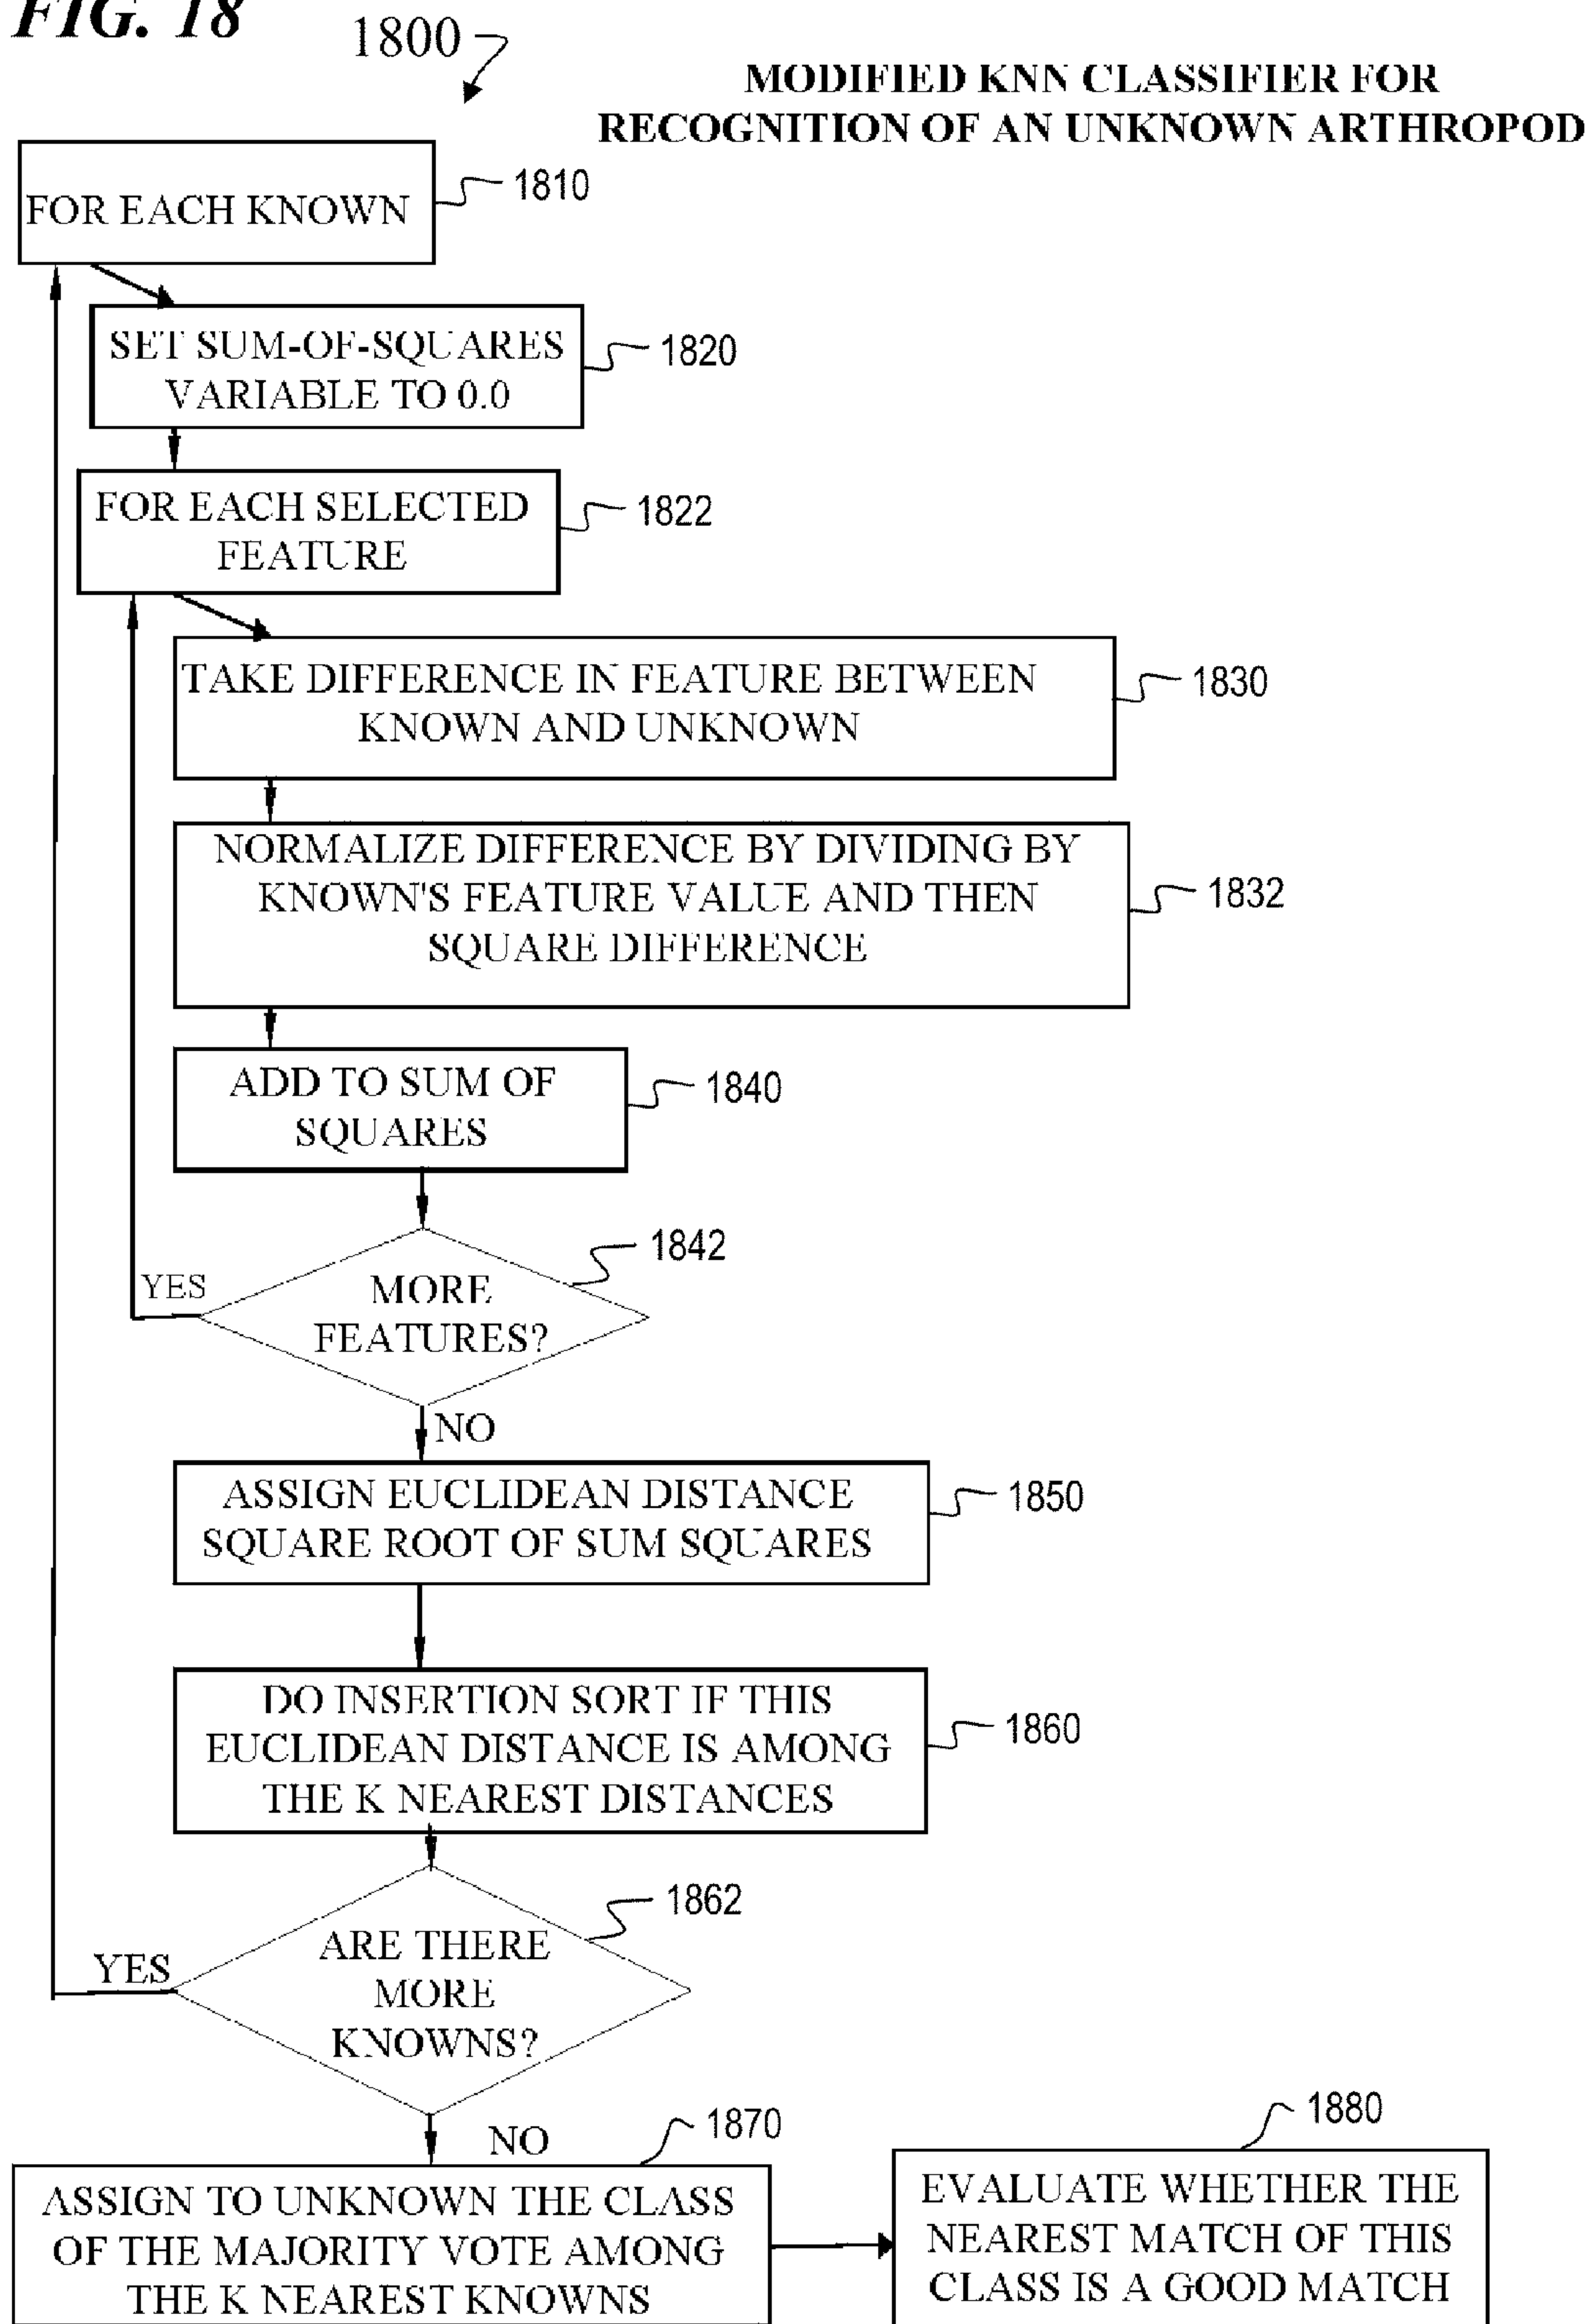 FIG. 18
1800
MODIFIED KNN CLASSIFIER FOR
RECOGNITION OF AN UNKNOWN ARTHROPOD
FOR EACH KNOWN
1810
SET SUM-OF-SQUARES
VARIABLE TO 0.0
1820
FOR EACH SELECTED
FEATURE
1822
TAKE DIFFERENCE IN FEATURE BETWEEN
KNOWN AND UNKNOWN
1830
NORMALIZE DIFFERENCE BY DIVIDING BY
KNOWN'S FEATURE VALUE AND THEN
SQUARE DIFFERENCE
1832
ADD TO SUM OF
SQUARES
1840
1842
YES
MORE
FEATURES?
NO
ASSIGN EUCLIDEAN DISTANCE
SQUARE ROOT OF SUM SQUARES
1850
DO INSERTION SORT IF THIS
EUCLIDEAN DISTANCE IS AMONG
THE K NEAREST DISTANCES
1860
1862
YES
ARE THERE
MORE
KNOWNS?
NO
1870
1880
ASSIGN TO UNKNOWN THE CLASS
OF THE MAJORITY VOTE AMONG
THE K NEAREST KNOWNS
EVALUATE WHETHER THE
NEAREST MATCH OF THIS
CLASS IS A GOOD MATCH